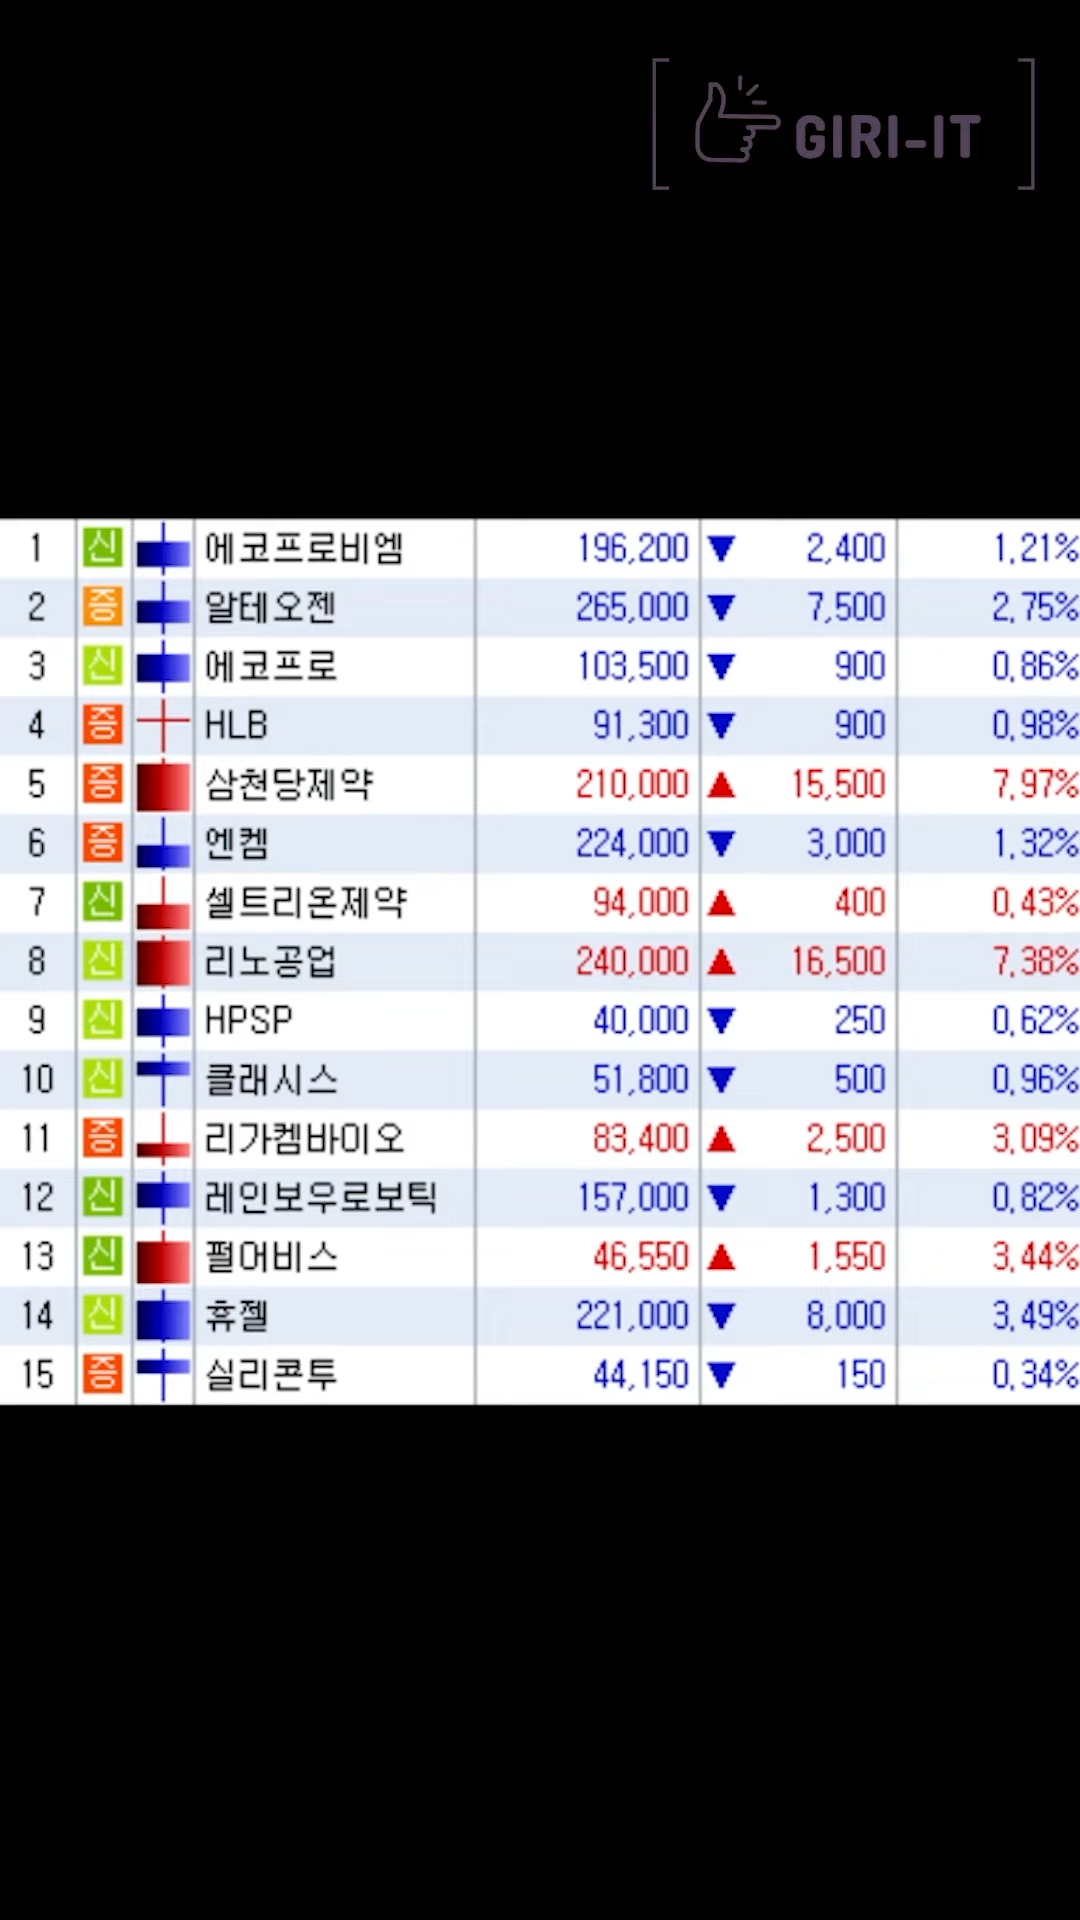 GIRI-IT
1 신 에코프로비엠 196,200 ▼ 2,400 1.21%
2 증 알테오젠 265,000 ▼ 7,500 2.75%
3 신 에코프로 103,500 ▼ 900 0.86%
4 증 HLB 91,300 ▼ 900 0.98%
5 증 삼천당제약 210,000 ▲ 15,500 7.97%
6 증 엔켐 224,000 ▼ 3,000 1.32%
7 신 셀트리온제약 94,000 ▲ 400 0.43%
8 신 리노공업 240,000 ▲ 16,500 7.38%
9 신 HPSP 40,000 ▼ 250 0.62%
10 신 클래시스 51,800 ▼ 500 0.96%
11 증 리가켐바이오 83,400 ▲ 2,500 3.09%
12 신 레인보우로보틱 157,000 ▼ 1,300 0.82%
13 신 펄어비스 46,550 ▲ 1,550 3.44%
14 신 휴젤 221,000 ▼ 8,000 3.49%
15 증 실리콘투 44,150 ▼ 150 0.34%